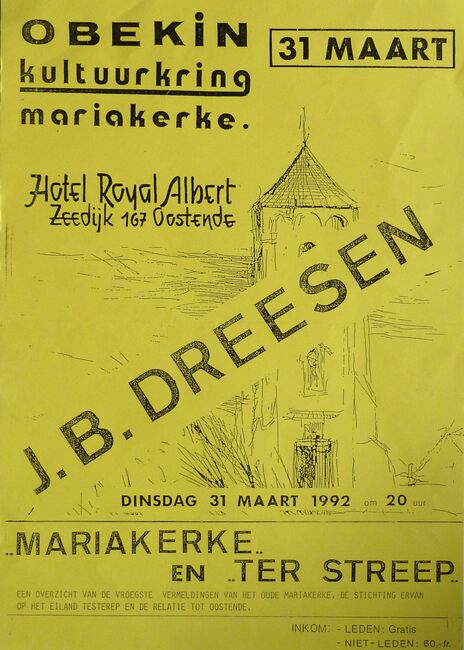 OBEKiN
31 MAART
kultuurkring
mariakerke.
Hotel Royal Albert
Zeedijk 167 Oostende
J.B. DREESEN
DINSDAG 31 MAART 1992 om 20 uur
„MARIAKERKE„
EN „TER STREEP„
EEN OVERZICHT VAN DE VROEGSTE VERMELDINGEN VAN HET OUDE MARIAKERKE, DE STICHTING ERVAN
OP HET EILAND TESTEREP EN DE RELATIE TOT OOSTENDE.
INKOM: - LEDEN: Gratis
- NIET-LEDEN: 60,-fr.